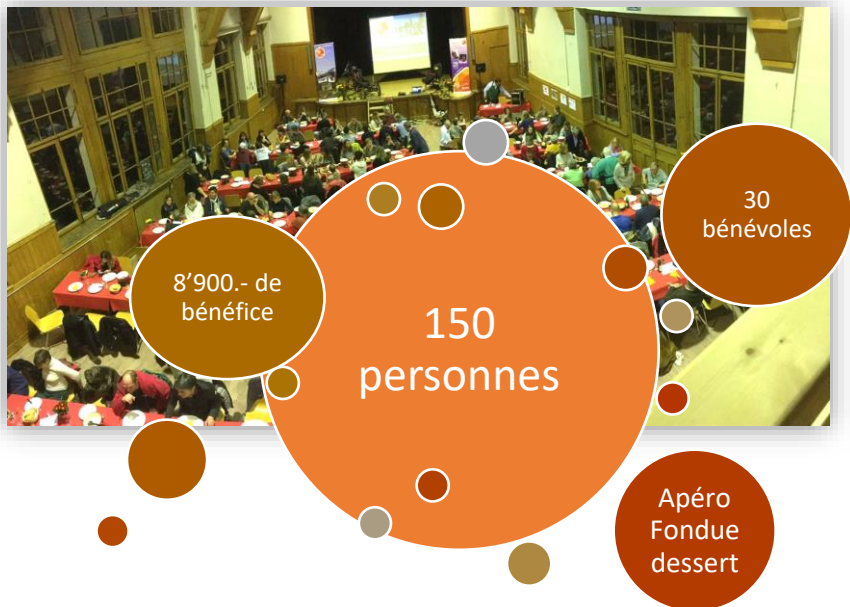 30
bénévoles
8’900.- de
bénéfice
150
personnes
Apéro
Fondue
dessert